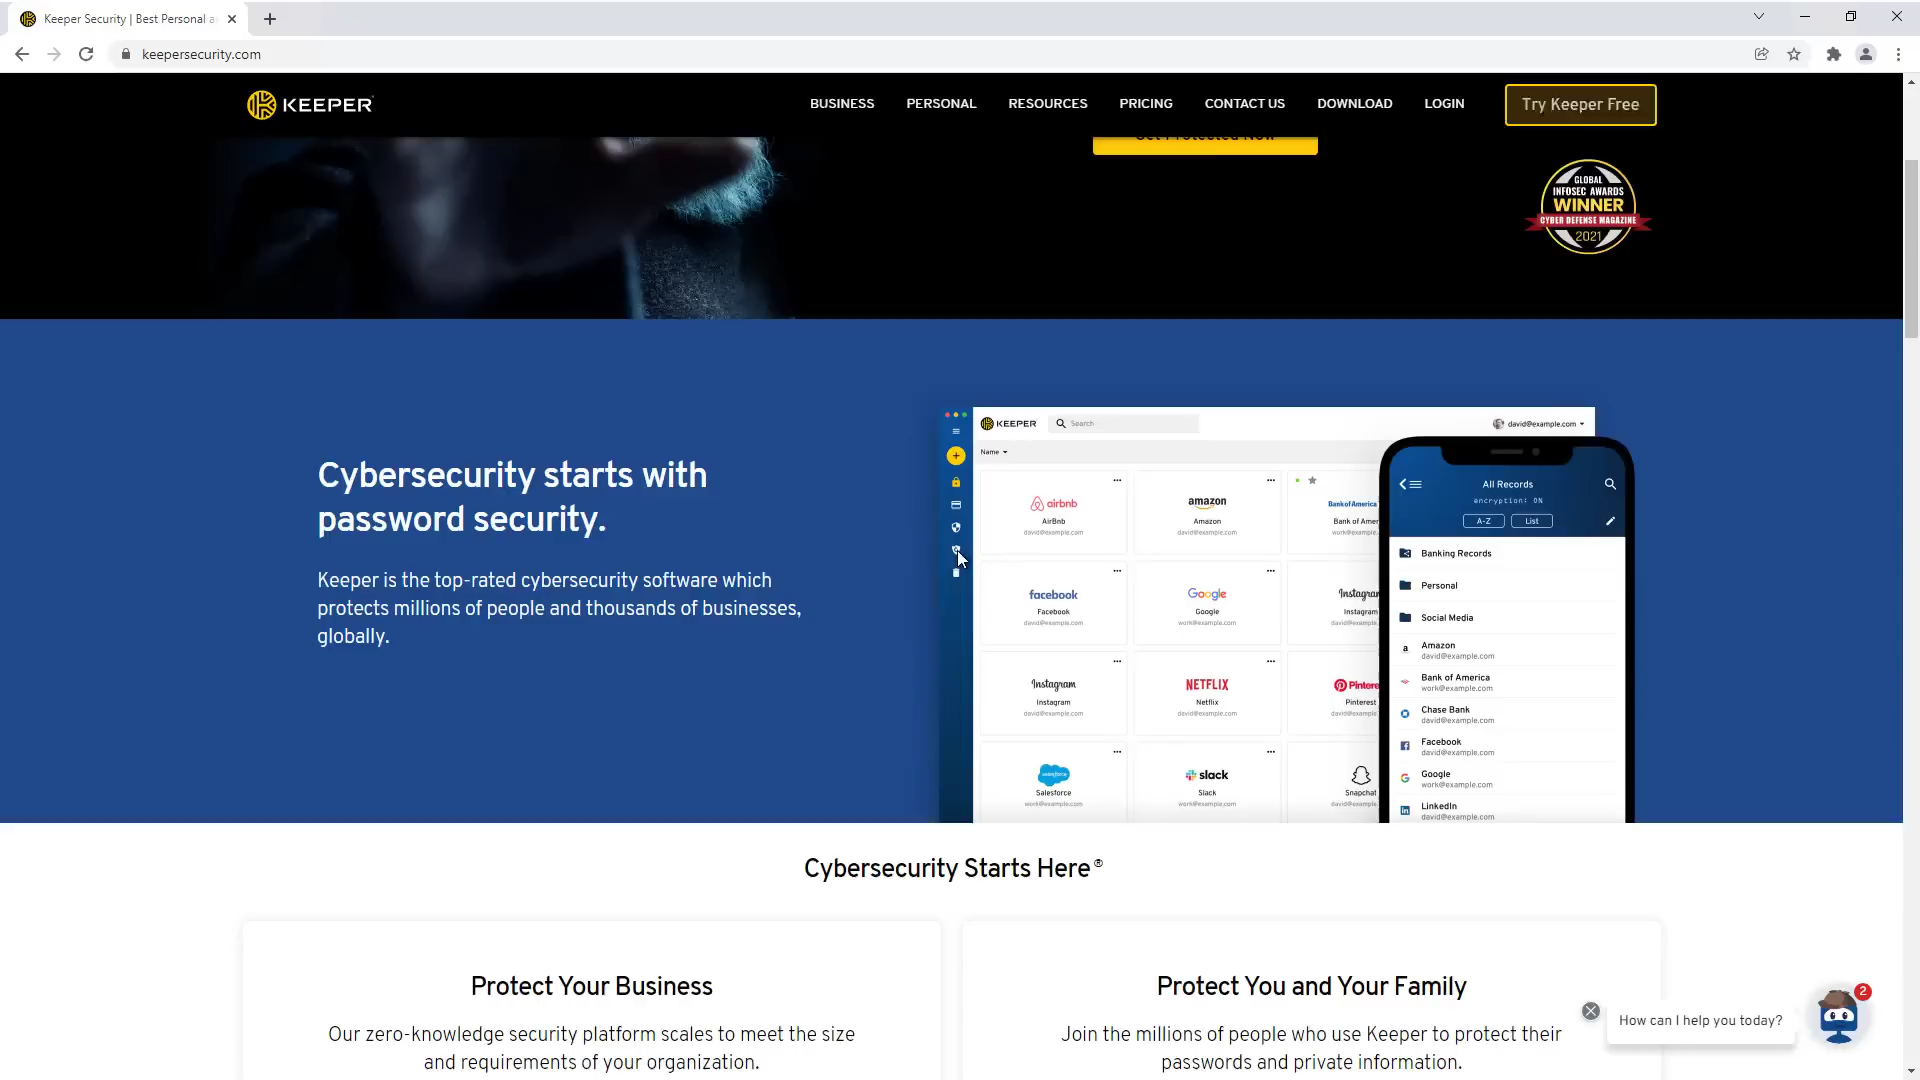 Keeper Security | Best Personal a
keepersecurity.com
KEEPER
BUSINESS
PERSONAL
RESOURCES
PRICING
CONTACT US
DOWNLOAD
LOGIN
Try Keeper Free
Get Protected Now
GLOBAL
INFOSEC AWARDS
WINNER
CYBER DEFENSE MAGAZINE
2021
Cybersecurity starts with
password security.
Keeper is the top-rated cybersecurity software which
protects millions of people and thousands of businesses,
globally.
KEEPER
Search
david@example.com
Name
airbnb
AirBnb
david@example.com
amazon
Amazon
david@example.com
Bank of America
Bank of Amer
work@example.com
facebook
Facebook
david@example.com
Google
Google
work@example.com
Instagram
Instagram
david@example.com
Instagram
Instagram
david@example.com
NETFLIX
Netflix
david@example.com
Pintere
Pinterest
david@example
salesforce
Salesforce
work@example.com
slack
Slack
work@example.com
Snapchat
david@example
All Records
encryption: ON
A-Z
List
Banking Records
Personal
Social Media
a
Amazon
david@example.com
Bank of America
work@example.com
Chase Bank
david@example.com
Facebook
david@example.com
Google
work@example.com
LinkedIn
david@example.com
Cybersecurity Starts Here®
Protect Your Business
Our zero-knowledge security platform scales to meet the size
and requirements of your organization.
Protect You and Your Family
Join the millions of people who use Keeper to protect their
passwords and private information.
How can I help you today?
2